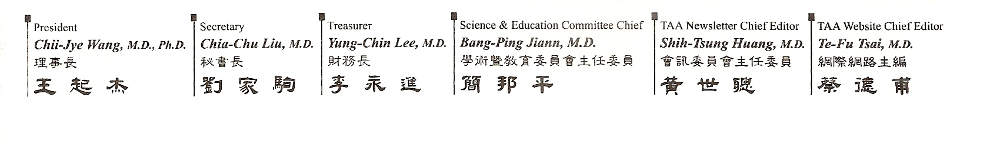 President
Chii-Jye Wang, M.D., Ph.D.
理事長
王起杰
Secretary
Chia-Chu Liu, M.D.
秘書長
劉家駒
Treasurer
Yung-Chin Lee, M.D.
財務長
李永進
Science & Education Committee Chief
Bang-Ping Jiann, M.D.
學術暨教育委員會主任委員
簡邦平
TAA Newsletter Chief Editor
Shih-Tsung Huang, M.D.
會訊委員會主任委員
黃世聰
TAA Website Chief Editor
Te-Fu Tsai, M.D.
網際網路主編
蔡德甫